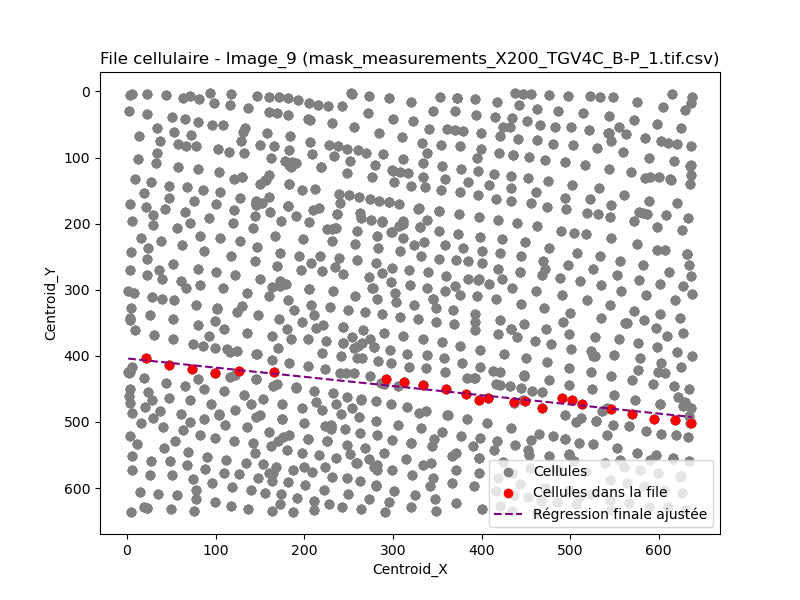 File cellulaire - Image_9 (mask_measurements_X200_TGV4C_B-P_1.tif.csv)
0
100
200
300
400
500
600
Centroid_Y
Cellules
Cellules dans la file
Régression finale ajustée
0 100 200 300 400 500 600
Centroid_X